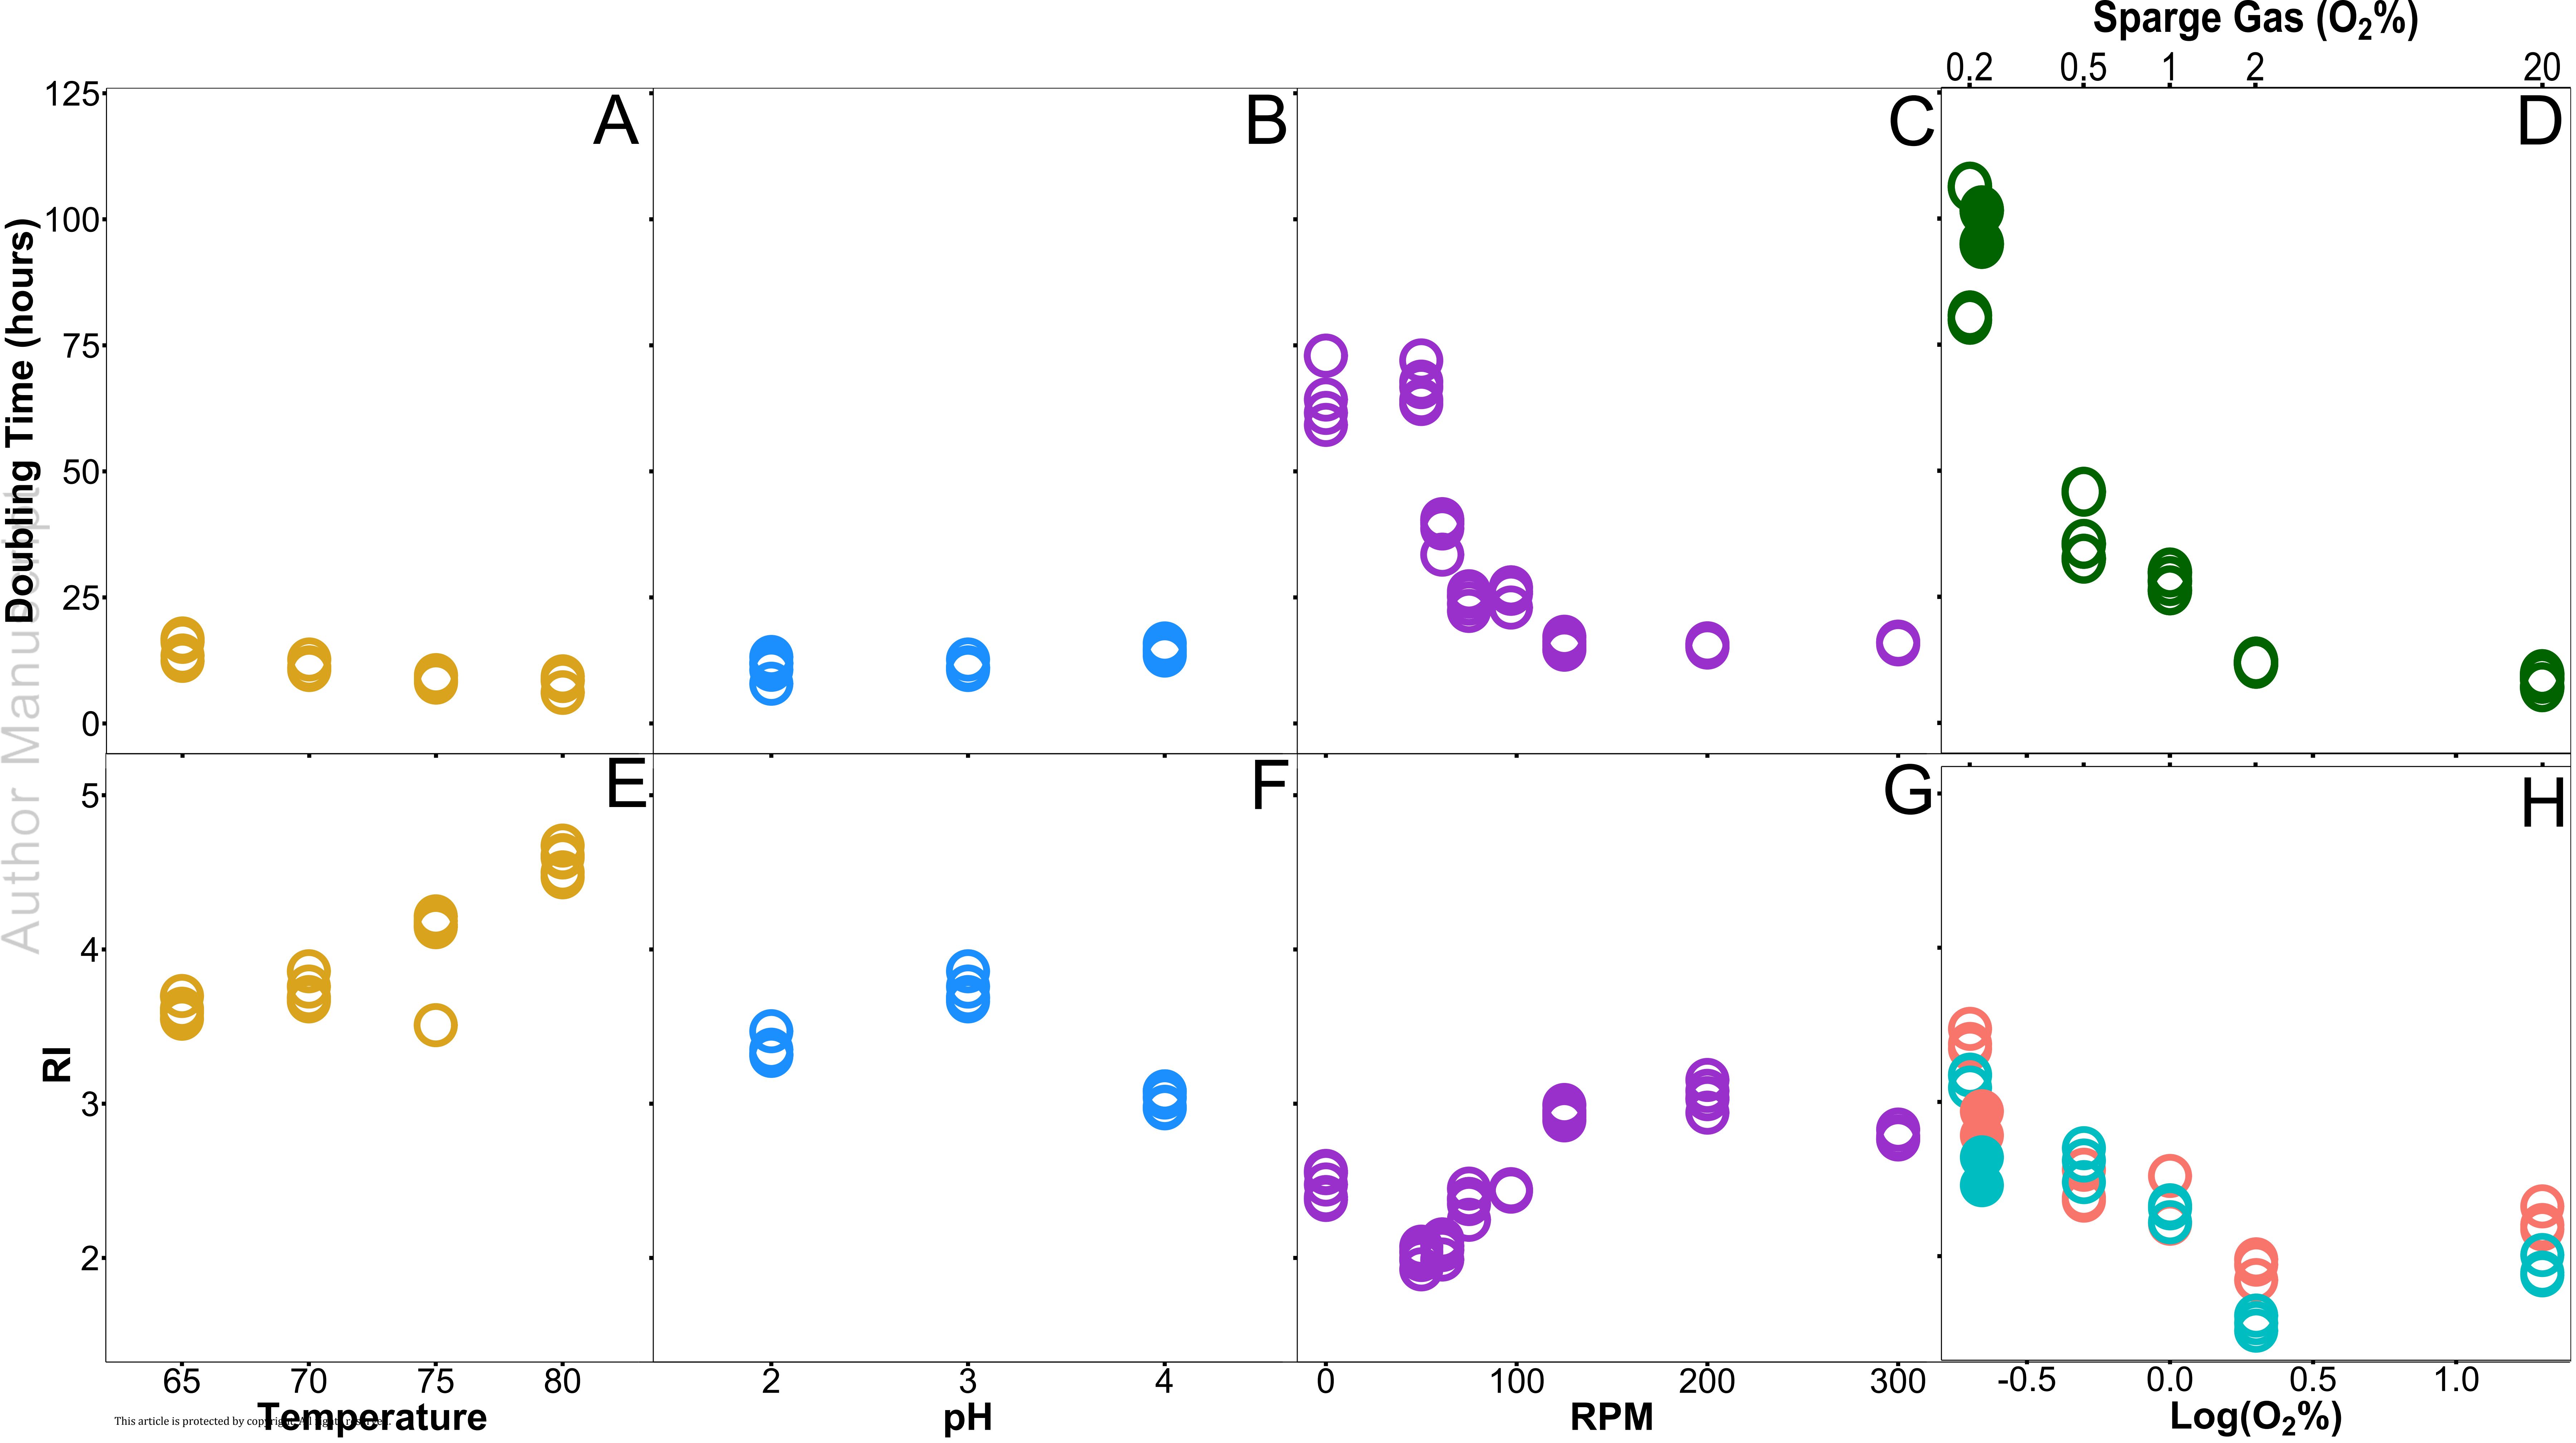 Sparge Gas (O₂%)
0.2 0.5 1 2 20
A B C D
Doubling Time (hours)
125
100
75
50
25
0
E F G H
RI
5
4
3
2
65 70 75 80
2 3 4
0 100 200 300
-0.5 0.0 0.5 1.0
Temperature
pH
RPM
Log(O₂%)
Author Manuscript
This article is protected by copyright. All rights reserved.